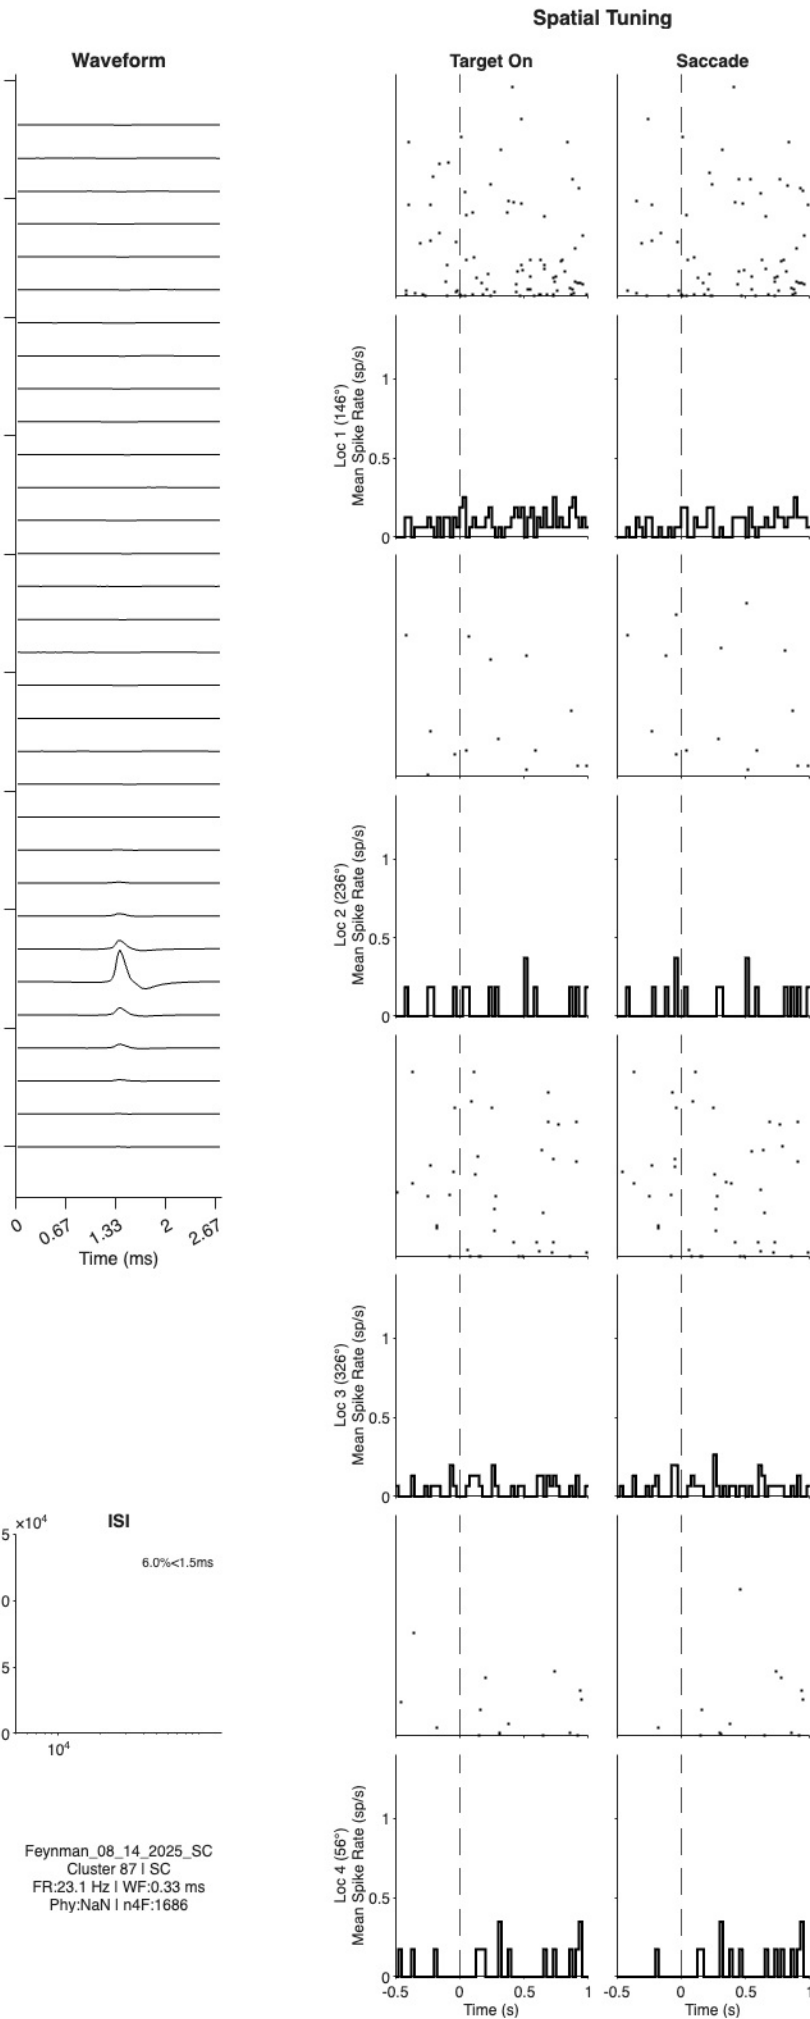 Spatial Tuning
Waveform
Target On
Saccade
Loc 1 (146°)
Mean Spike Rate (sp/s)
1
0.5
0
Loc 2 (236°)
Mean Spike Rate (sp/s)
1
0.5
0
0
0.67
1.33
2
2.67
Time (ms)
Loc 3 (326°)
Mean Spike Rate (sp/s)
1
0.5
0
×10⁴
ISI
5
6.0%<1.5ms
0
5
0
10⁴
Feynman_08_14_2025_SC
Cluster 87 | SC
FR:23.1 Hz | WF:0.33 ms
Phy:NaN | n4F:1686
Loc 4 (56°)
Mean Spike Rate (sp/s)
1
0.5
0
-0.5
0
0.5
1
-0.5
0
0.5
1
Time (s)
Time (s)